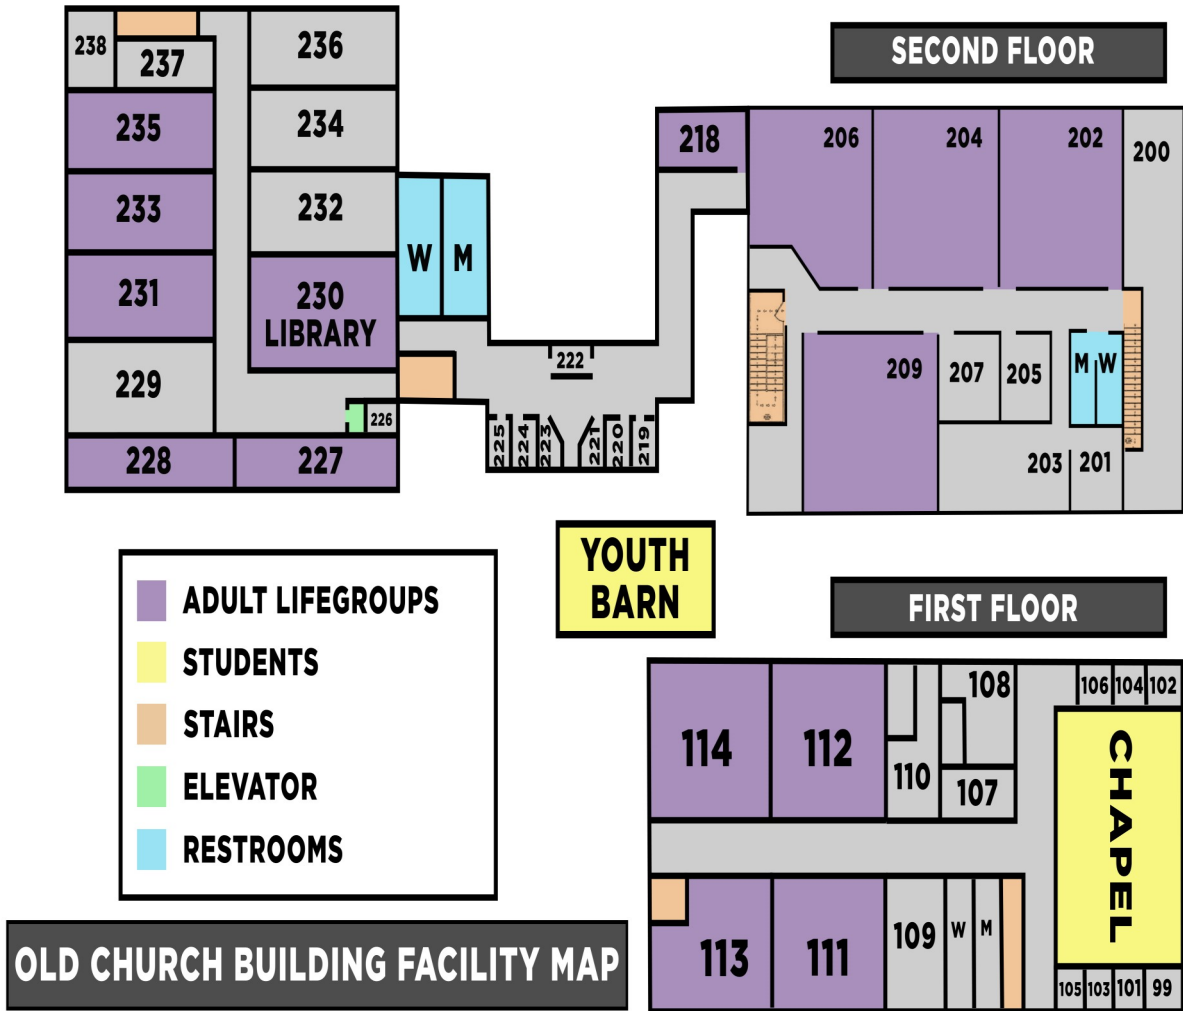 SECOND FLOOR
238
237
236
235
234
233
232
231
230
LIBRARY
229
228
227
226
W
M
225
224
223
222
221
220
219
218
206
204
202
200
209
207
205
M
W
203
201
YOUTH
BARN
FIRST FLOOR
ADULT LIFEGROUPS
STUDENTS
STAIRS
ELEVATOR
RESTROOMS
114
112
110
108
107
106
104
102
CHAPEL
113
111
109
W
M
105
103
101
99
OLD CHURCH BUILDING FACILITY MAP